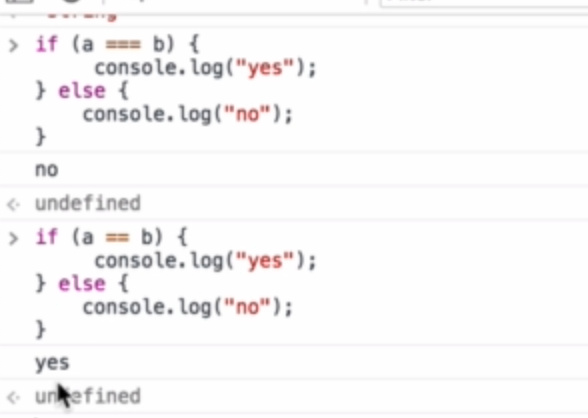 > if (a === b) {
console.log("yes");
} else {
console.log("no");
}
no
undefined
> if (a == b) {
console.log("yes");
} else {
console.log("no");
}
yes
undefined